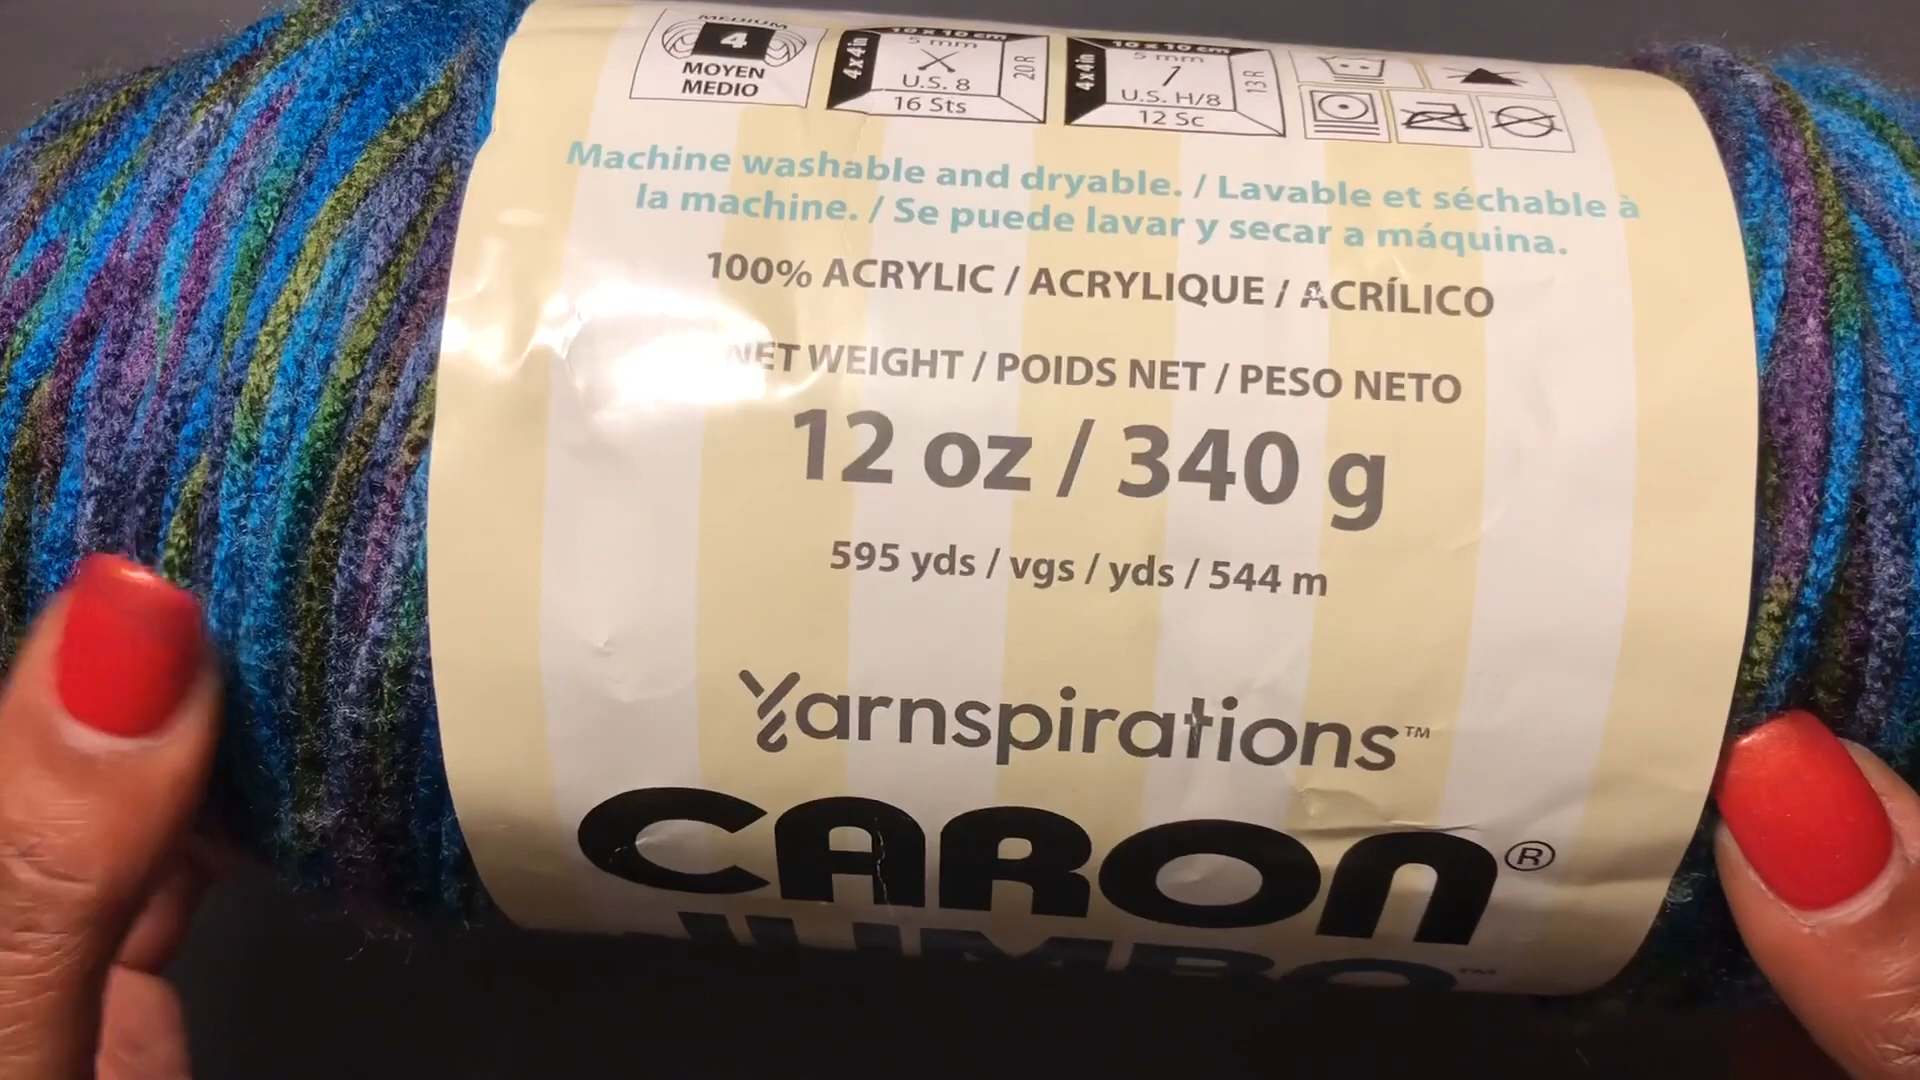 MEDIUM
4
MOYEN
MEDIO
10 x 10 cm
4x4in
5 mm
U.S. 8
20 R
16 Sts
10 x 10 cm
4x4in
5 mm
U.S. H/8
13 R
12 Sc
Machine washable and dryable. / Lavable et séchable à
la machine. / Se puede lavar y secar a máquina.
100% ACRYLIC / ACRYLIQUE / ACRÍLICO
NET WEIGHT / POIDS NET / PESO NETO
12 oz / 340 g
595 yds / vgs / yds / 544 m
Yarnspirations™
CARON®
JUMBO™